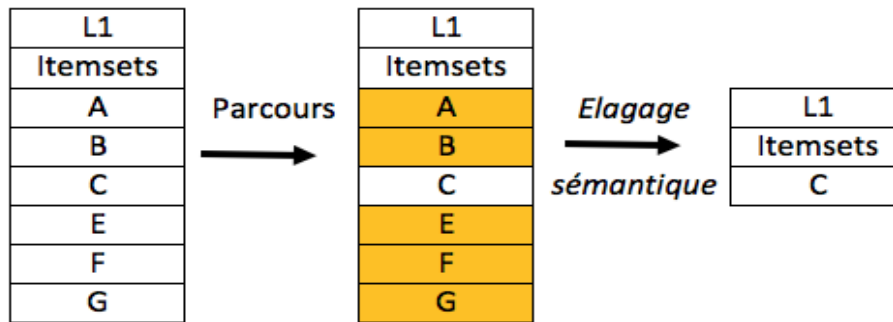 L1
Itemsets
A
B
C
E
F
G
Parcours
L1
Itemsets
A
B
C
E
F
G
Elagage
sémantique
L1
Itemsets
C